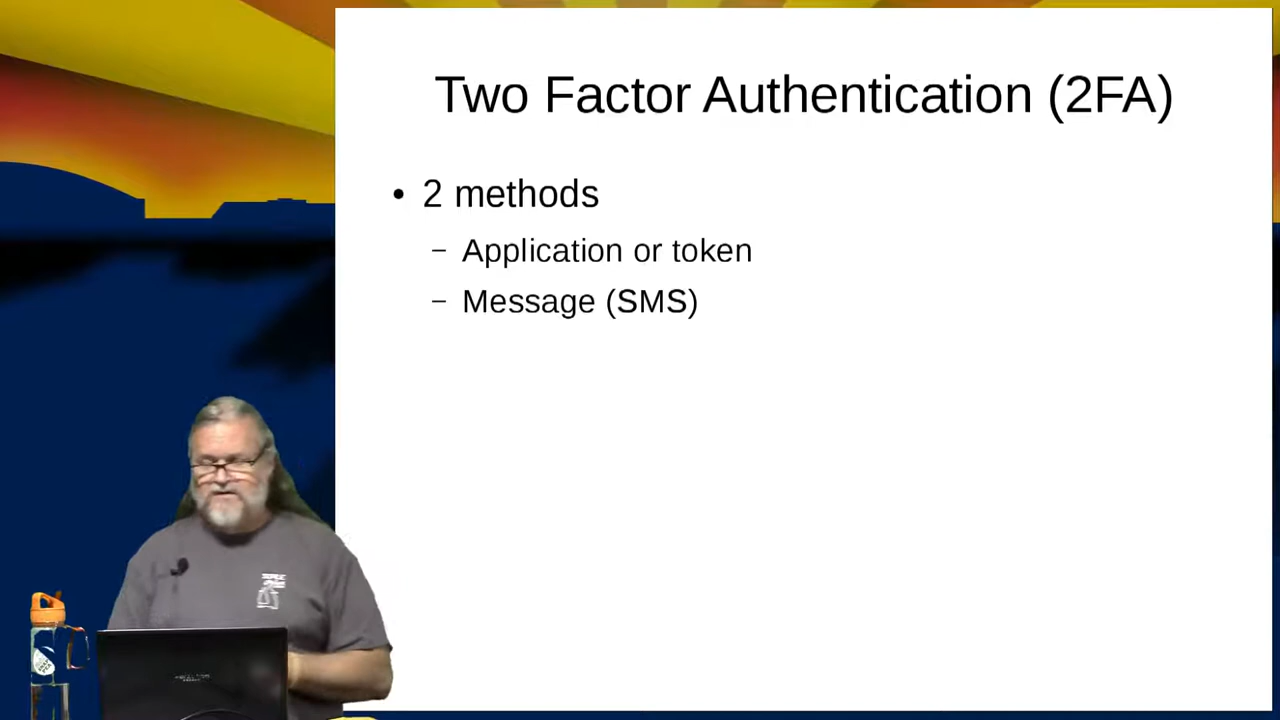 Two Factor Authentication (2FA)
• 2 methods
– Application or token
– Message (SMS)